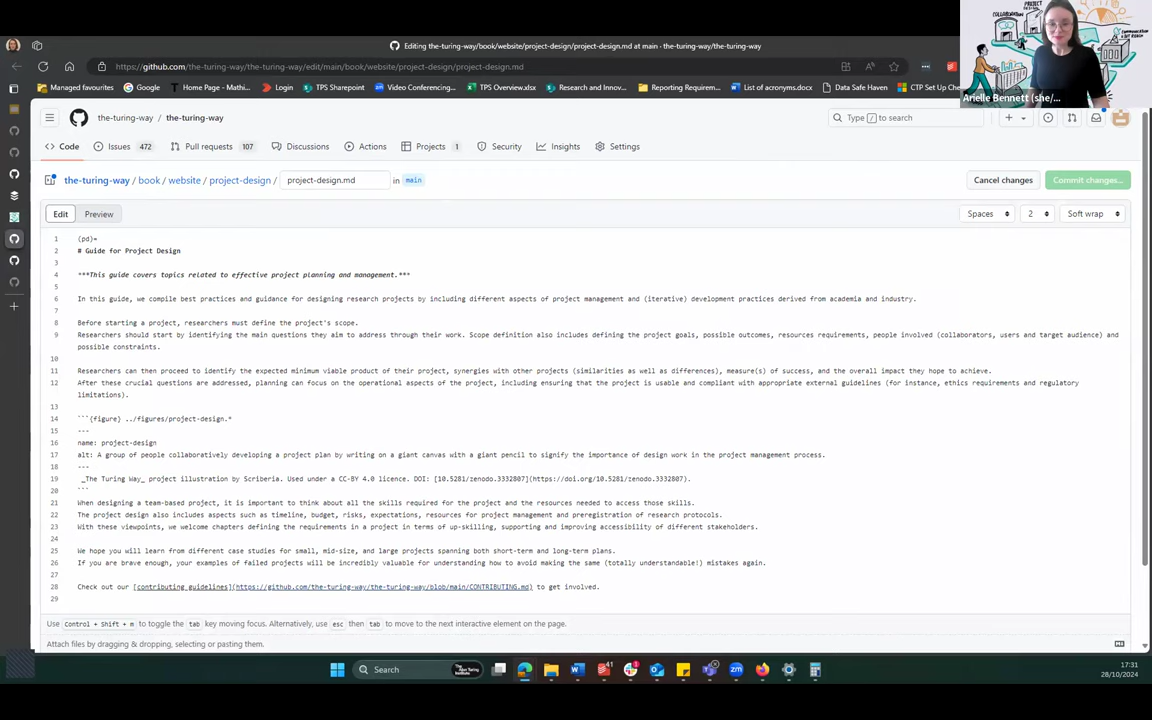 Editing the-turing-way/book/website/project-design/project-design.md at main · the-turing-way/the-turing-way
https://github.com/the-turing-way/the-turing-way/edit/main/book/website/project-design/project-design.md
Managed favourites
Google
Home - Mathi...
Login
TPS Sharepoint
Video Conferencing...
TPS Overview.xlsx
Research and Innov...
Reporting Requirem...
List of acronyms.docx
Data Safe Haven
CTP Set Up Che
COLLABORATION
PROJECT DESIGN
Arielle Bennett (she/...
the-turing-way / the-turing-way
Type / to search
Code
Issues 472
Pull requests 107
Discussions
Actions
Projects 1
Security
Insights
Settings
the-turing-way / book / website / project-design / project-design.md in main
Cancel changes
Commit changes...
Edit
Preview
Spaces
2
Soft wrap
1 (pd)=
2 # Guide for Project Design
3
4 ***This guide covers topics related to effective project planning and management.***
5
6 In this guide, we compile best practices and guidance for designing research projects by including different aspects of project management and (iterative) development practices derived from academia and industry.
7
8 Before starting a project, researchers must define the project's scope.
9 Researchers should start by identifying the main questions they aim to address through their work. Scope definition also includes defining the project goals, possible outcomes, resources requirements, people involved (collaborators, users and target audience) and
possible constraints.
10
11 Researchers can then proceed to identify the expected minimum viable product of their project, synergies with other projects (similarities as well as differences), measure(s) of success, and the overall impact they hope to achieve.
12 After these crucial questions are addressed, planning can focus on the operational aspects of the project, including ensuring that the project is usable and compliant with appropriate external guidelines (for instance, ethics requirements and regulatory
limitations).
13
14 ```{figure} ../figures/project-design.*
15 ---
16 name: project-design
17 alt: A group of people collaboratively developing a project plan by writing on a giant canvas with a giant pencil to signify the importance of design work in the project management process.
18 ---
19 _The Turing Way_ project illustration by Scriberia. Used under a CC-BY 4.0 licence. DOI: [10.5281/zenodo.3332807](https://doi.org/10.5281/zenodo.3332807).
20 ```
21 When designing a team-based project, it is important to think about all the skills required for the project and the resources needed to access those skills.
22 The project design also includes aspects such as timeline, budget, risks, expectations, resources for project management and preregistration of research protocols.
23 With these viewpoints, we welcome chapters defining the requirements in a project in terms of up-skilling, supporting and improving accessibility of different stakeholders.
24
25 We hope you will learn from different case studies for small, mid-size, and large projects spanning both short-term and long-term plans.
26 If you are brave enough, your examples of failed projects will be incredibly valuable for understanding how to avoid making the same (totally understandable!) mistakes again.
27
28 Check out our [contributing guidelines](https://github.com/the-turing-way/the-turing-way/blob/main/CONTRIBUTING.md) to get involved.
29
Use Control + Shift + m to toggle the tab key moving focus. Alternatively, use esc then tab to move to the next interactive element on the page.
Attach files by dragging & dropping, selecting or pasting them.
Search
41
17:31
28/10/2024